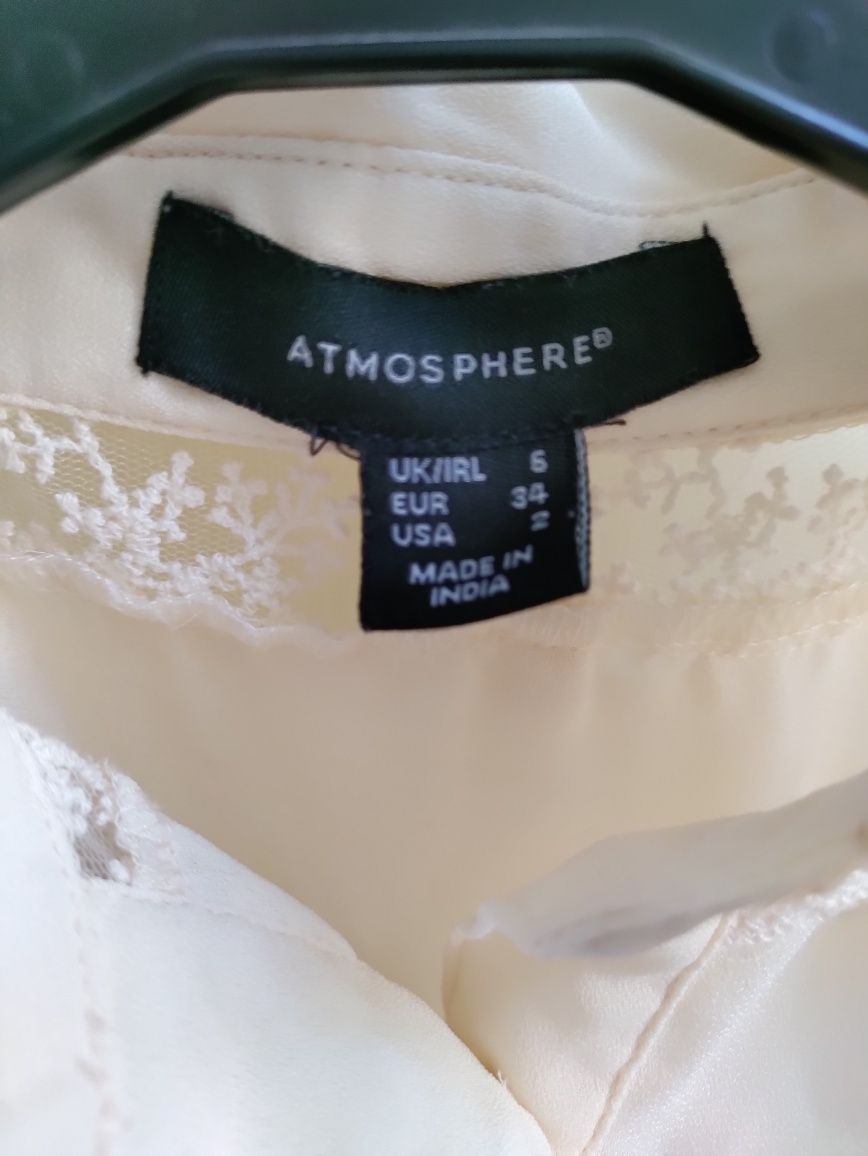 ATMOSPHERE®
UK/IRL 6
EUR 34
USA 2
MADE IN
INDIA